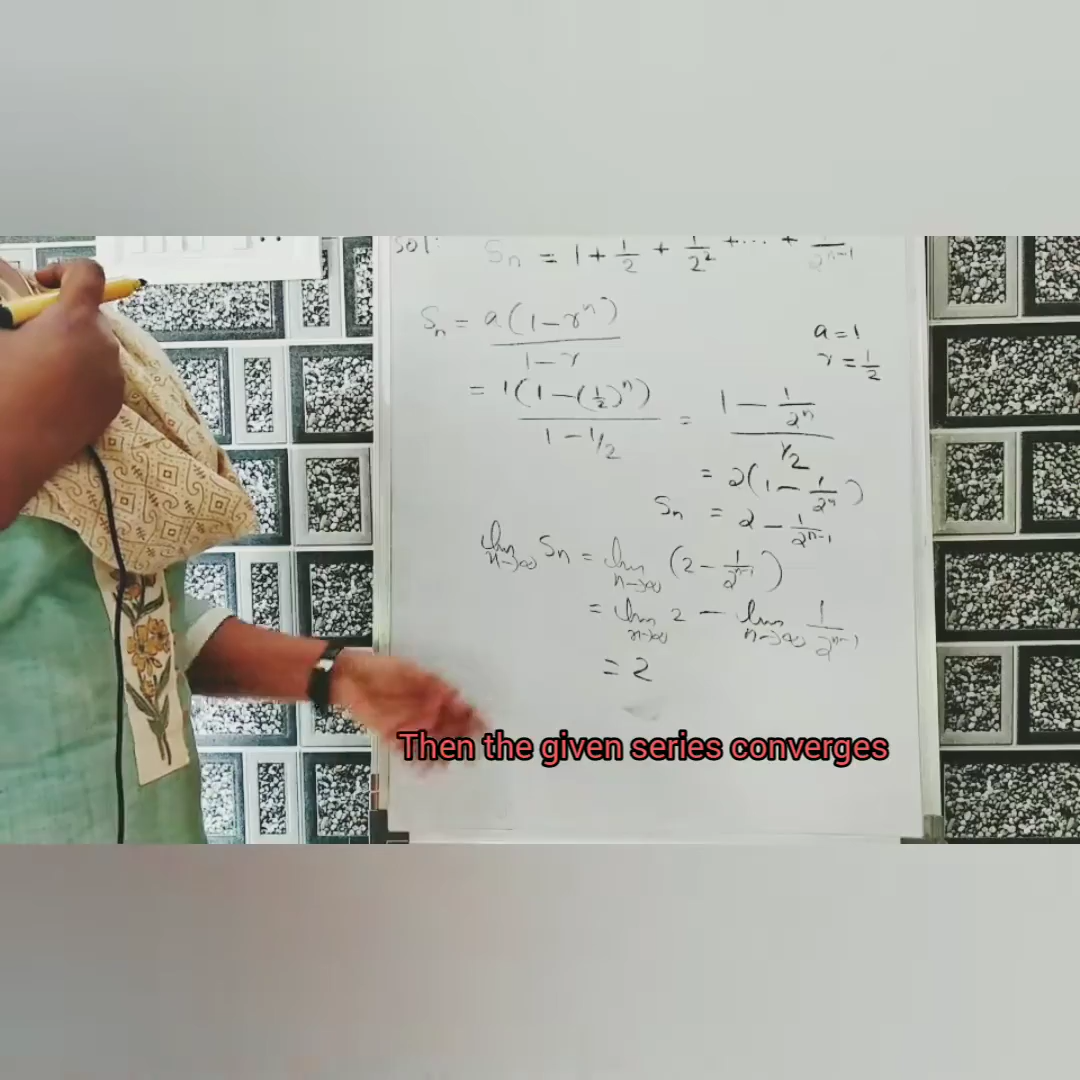 Sol:
Sn = 1 + 1/2 + 1/2² + ... + 1/2ⁿ⁻¹
Sn = a(1-rⁿ)/(1-r)
a = 1
r = 1/2
= 1(1-(1/2)ⁿ)/(1-1/2) = (1 - 1/2ⁿ)/(1/2)
= 2(1 - 1/2ⁿ)
Sn = 2 - 1/2ⁿ⁻¹
lim n→∞ Sn = lim n→∞ (2 - 1/2ⁿ⁻¹)
= lim n→∞ 2 - lim n→∞ 1/2ⁿ⁻¹
= 2
Then the given series converges